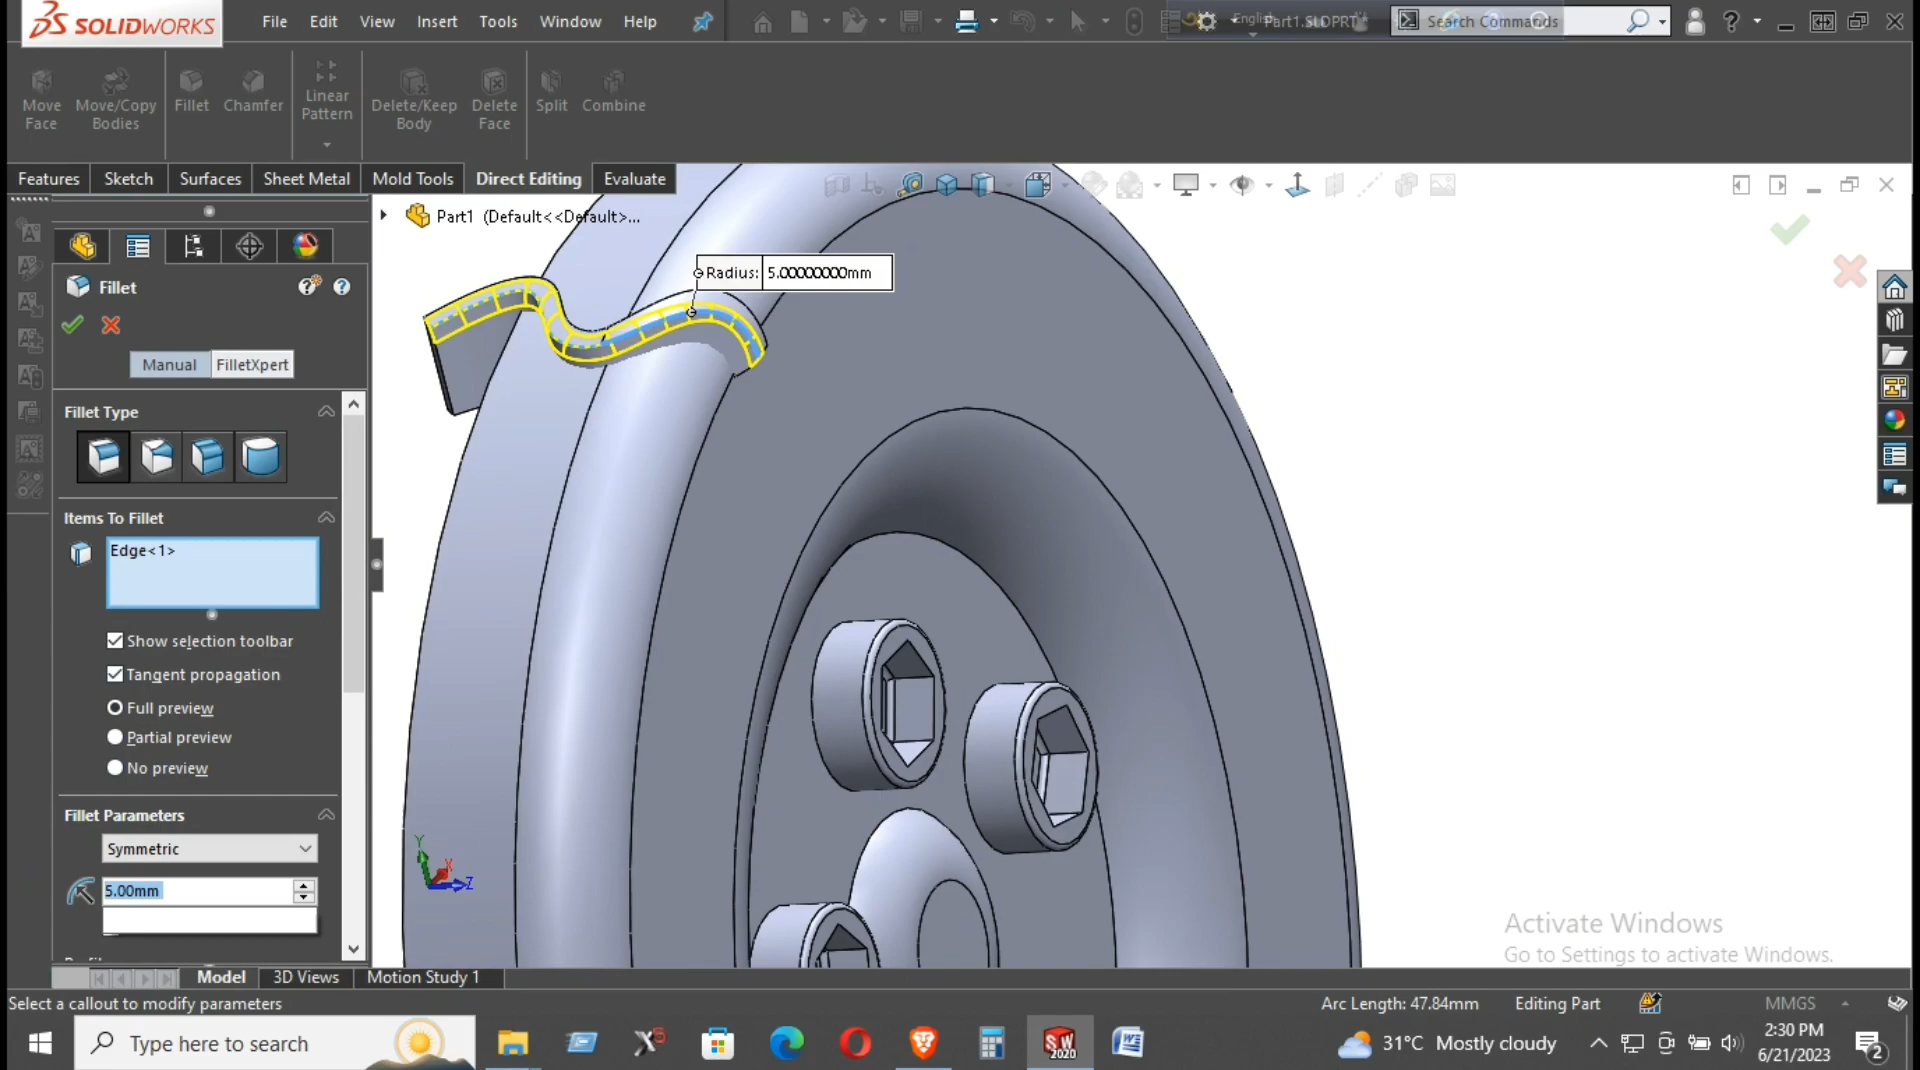 SOLIDWORKS
File Edit View Insert Tools Window Help
English
Part1.SLDPRT *
Search Commands
Move Face
Move/Copy Bodies
Fillet
Chamfer
Linear Pattern
Delete/Keep Body
Delete Face
Split
Combine
Features Sketch Surfaces Sheet Metal Mold Tools Direct Editing Evaluate
Part1 (Default<<Default>...
Radius: 5.00000000mm
Fillet
Manual FilletXpert
Fillet Type
Items To Fillet
Edge<1>
Show selection toolbar
Tangent propagation
Full preview
Partial preview
No preview
Fillet Parameters
Symmetric
5.00mm
Y
X
Z
Activate Windows
Go to Settings to activate Windows.
Model 3D Views Motion Study 1
Select a callout to modify parameters
Arc Length: 47.84mm Editing Part MMGS
Type here to search
SW 2020
31°C Mostly cloudy
2:30 PM
6/21/2023
2